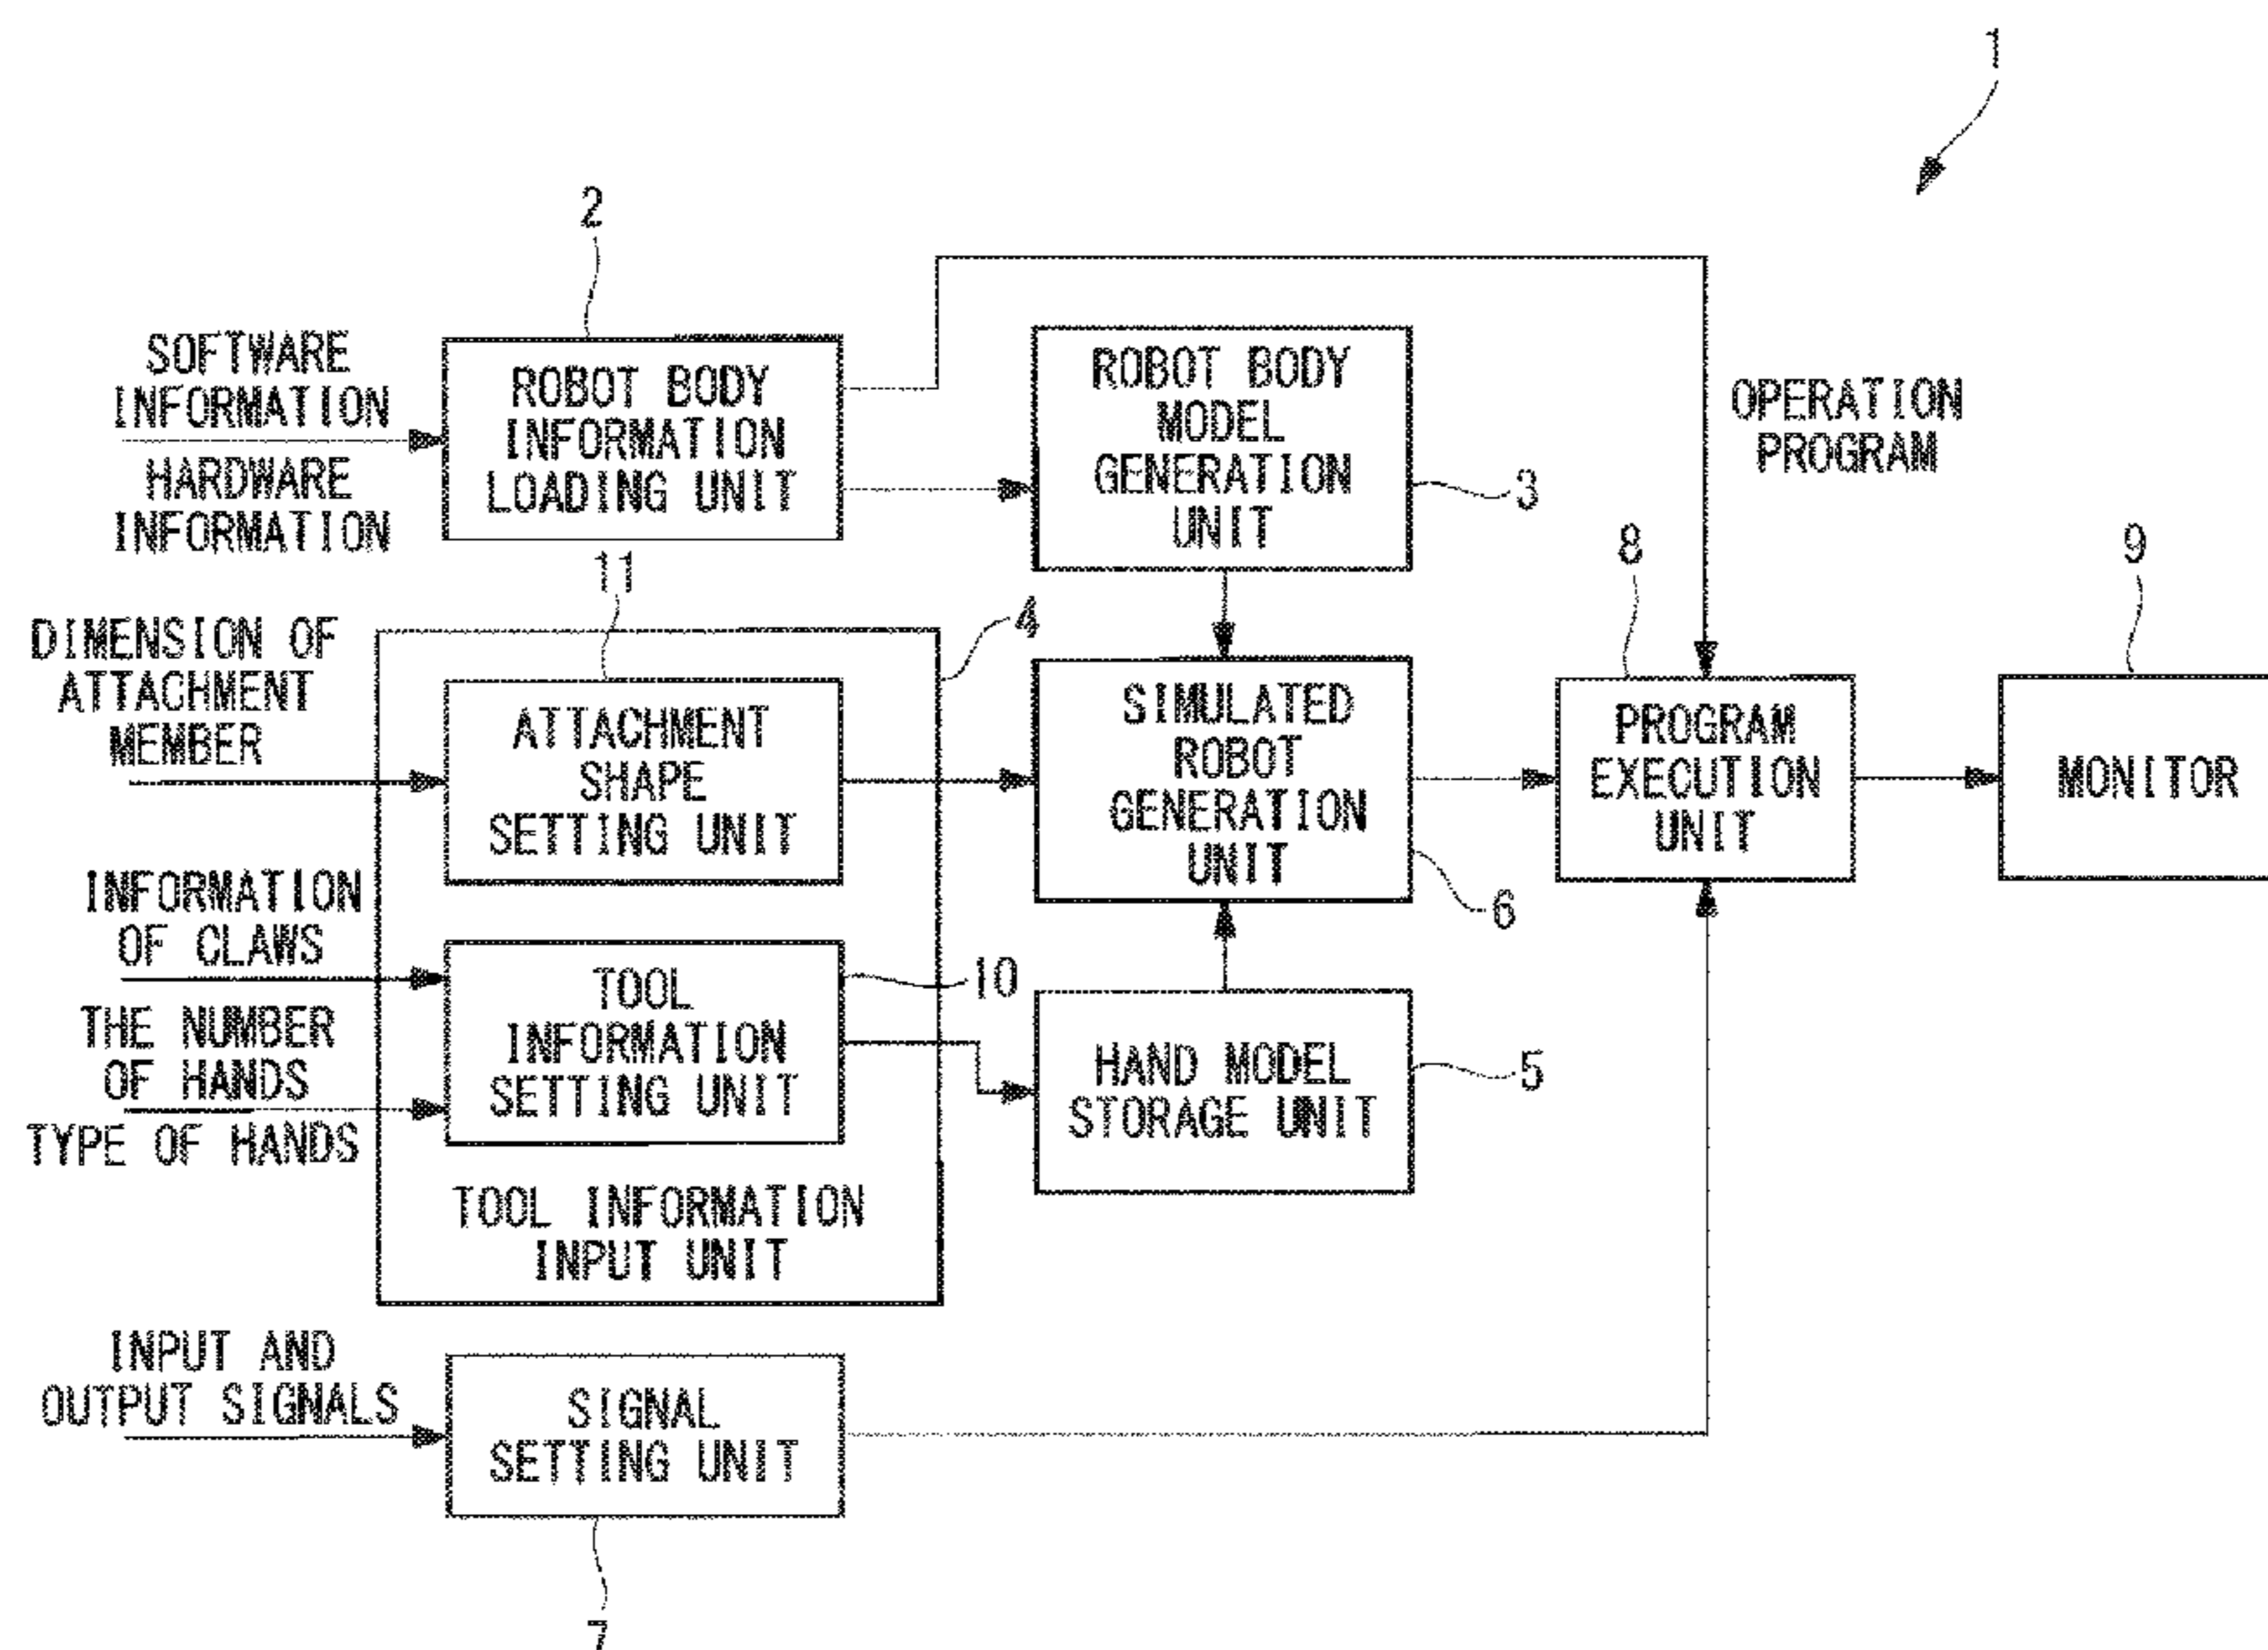 1
2
SOFTWARE
INFORMATION
HARDWARE
INFORMATION
ROBOT BODY
INFORMATION
LOADING UNIT
ROBOT BODY
MODEL
GENERATION
UNIT
3
OPERATION
PROGRAM
11
4
8
9
DIMENSION OF
ATTACHMENT
MEMBER
ATTACHMENT
SHAPE
SETTING UNIT
SIMULATED
ROBOT
GENERATION
UNIT
6
PROGRAM
EXECUTION
UNIT
MONITOR
INFORMATION
OF CLAWS
THE NUMBER
OF HANDS
TYPE OF HANDS
TOOL
INFORMATION
SETTING UNIT
10
HAND MODEL
STORAGE UNIT
5
TOOL INFORMATION
INPUT UNIT
INPUT AND
OUTPUT SIGNALS
SIGNAL
SETTING UNIT
7